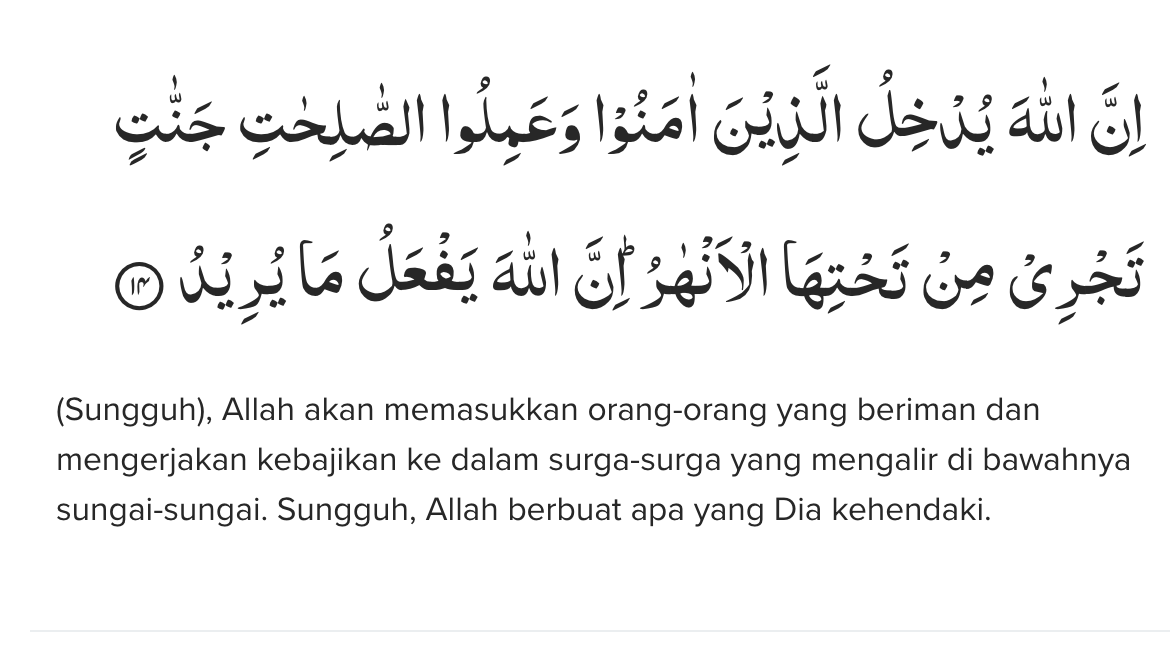 اِنَّ اللّٰهَ يُدْخِلُ الَّذِيْنَ اٰمَنُوْا وَعَمِلُوا الصّٰلِحٰتِ جَنّٰتٍ
تَجْرِيْ مِنْ تَحْتِهَا الْاَنْهٰرُ ۗاِنَّ اللّٰهَ يَفْعَلُ مَا يُرِيْدُ ١٤
(Sungguh), Allah akan memasukkan orang-orang yang beriman dan
mengerjakan kebajikan ke dalam surga-surga yang mengalir di bawahnya
sungai-sungai. Sungguh, Allah berbuat apa yang Dia kehendaki.